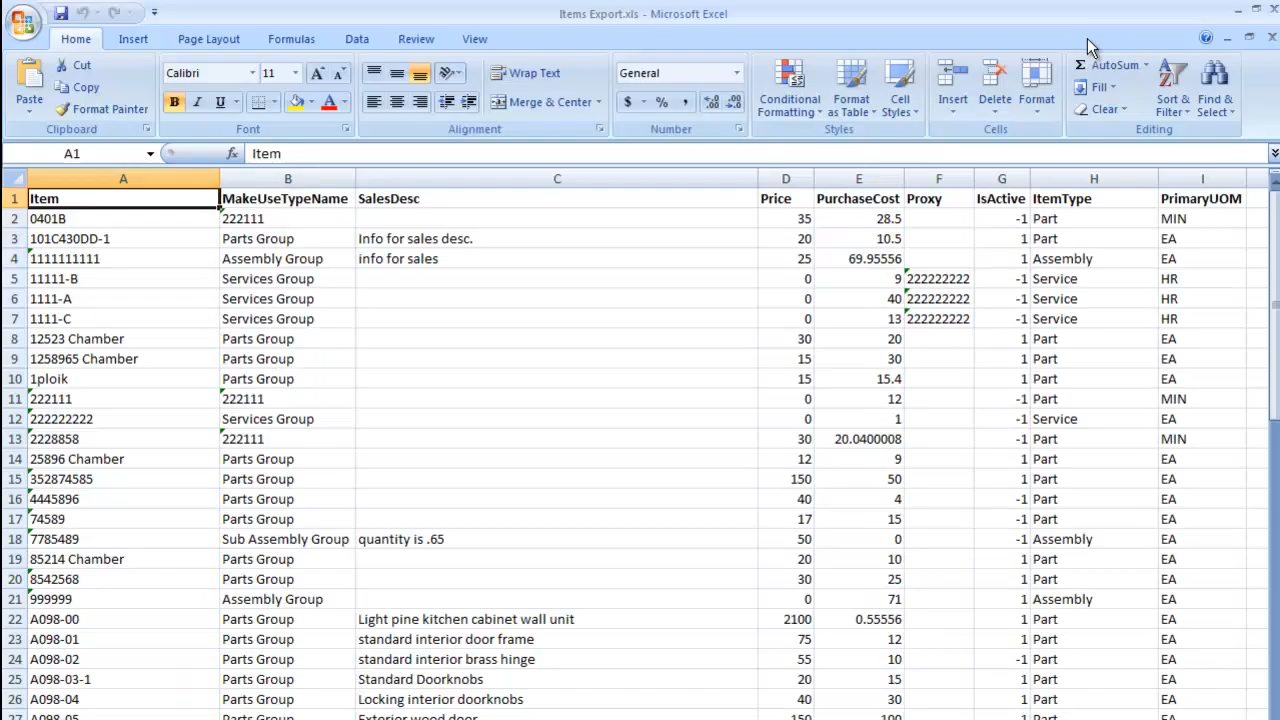 Items Export.xls - Microsoft Excel
Home Insert Page Layout Formulas Data Review View
Paste Cut Copy Format Painter Clipboard
Calibri 11 B I U A A A Font
Wrap Text Merge & Center Alignment
General $ % , .00 .0 Number
Conditional Formatting Format as Table Cell Styles Styles
Insert Delete Format Cells
Σ AutoSum Fill Clear Sort & Filter Find & Select Editing
A1 fx Item
A B C D E F G H I
1 Item MakeUseTypeName SalesDesc Price PurchaseCost Proxy IsActive ItemType PrimaryUOM
2 0401B 222111 35 28.5 -1 Part MIN
3 101C430DD-1 Parts Group Info for sales desc. 20 10.5 1 Part EA
4 1111111111 Assembly Group info for sales 25 69.95556 1 Assembly EA
5 11111-B Services Group 0 9 222222222 -1 Service HR
6 1111-A Services Group 0 40 222222222 -1 Service HR
7 1111-C Services Group 0 13 222222222 -1 Service HR
8 12523 Chamber Parts Group 30 20 1 Part EA
9 1258965 Chamber Parts Group 15 30 1 Part EA
10 1ploik Parts Group 15 15.4 1 Part EA
11 222111 222111 0 12 -1 Part MIN
12 222222222 Services Group 0 1 -1 Service EA
13 2228858 222111 30 20.0400008 -1 Part MIN
14 25896 Chamber Parts Group 12 9 1 Part EA
15 352874585 Parts Group 150 50 1 Part EA
16 4445896 Parts Group 40 4 -1 Part EA
17 74589 Parts Group 17 15 -1 Part EA
18 7785489 Sub Assembly Group quantity is .65 50 0 -1 Assembly EA
19 85214 Chamber Parts Group 20 10 1 Part EA
20 8542568 Parts Group 30 25 1 Part EA
21 999999 Assembly Group 0 71 1 Assembly EA
22 A098-00 Parts Group Light pine kitchen cabinet wall unit 2100 0.55556 1 Part EA
23 A098-01 Parts Group standard interior door frame 75 12 1 Part EA
24 A098-02 Parts Group standard interior brass hinge 55 10 -1 Part EA
25 A098-03-1 Parts Group Standard Doorknobs 20 15 1 Part EA
26 A098-04 Parts Group Locking interior doorknobs 40 30 1 Part EA
27 A098-05 Parts Group Exterior wood door 150 100 1 Part EA